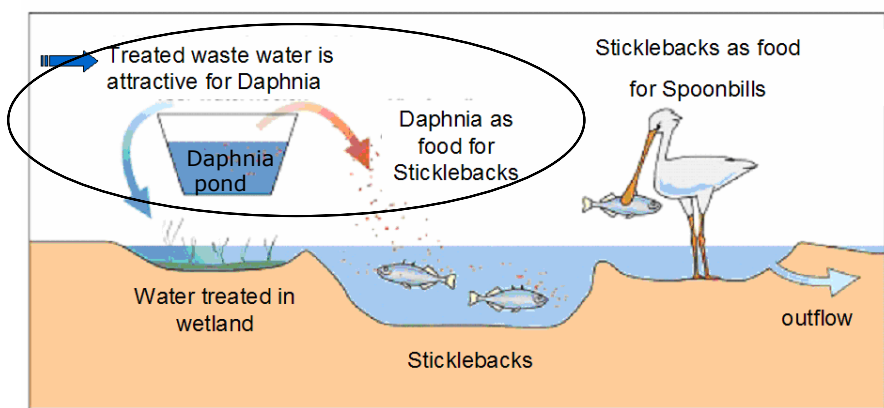 Treated waste water is
attractive for Daphnia
Daphnia
pond
Daphnia as
food for
Sticklebacks
Sticklebacks as food
for Spoonbills
Water treated in
wetland
Sticklebacks
outflow